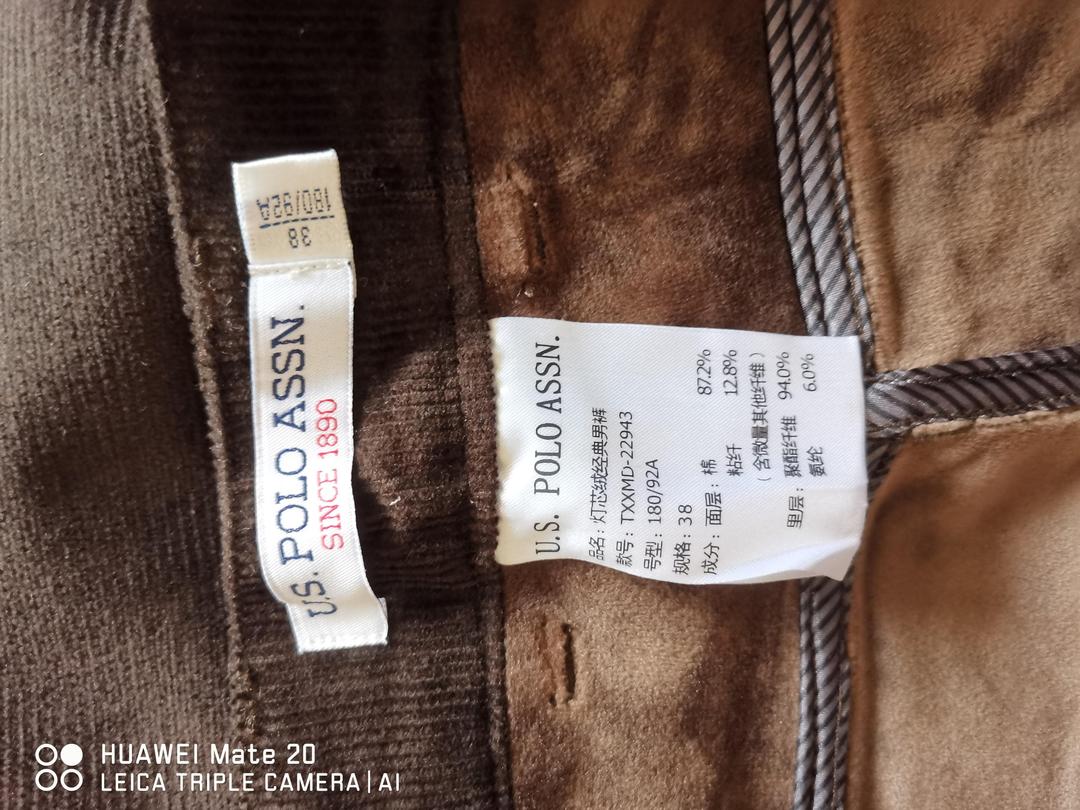 38
180/92A
U.S. POLO ASSN.
SINCE 1890
U.S. POLO ASSN.
品名：灯芯绒经典男裤
款号：TXXMD-22943
号型：180/92A
规格：38
成分：面层：棉 87.2%
粘纤 12.8%
（含微量其他纤维）
里层：聚酯纤维 94.0%
氨纶 6.0%
HUAWEI Mate 20
LEICA TRIPLE CAMERA | AI